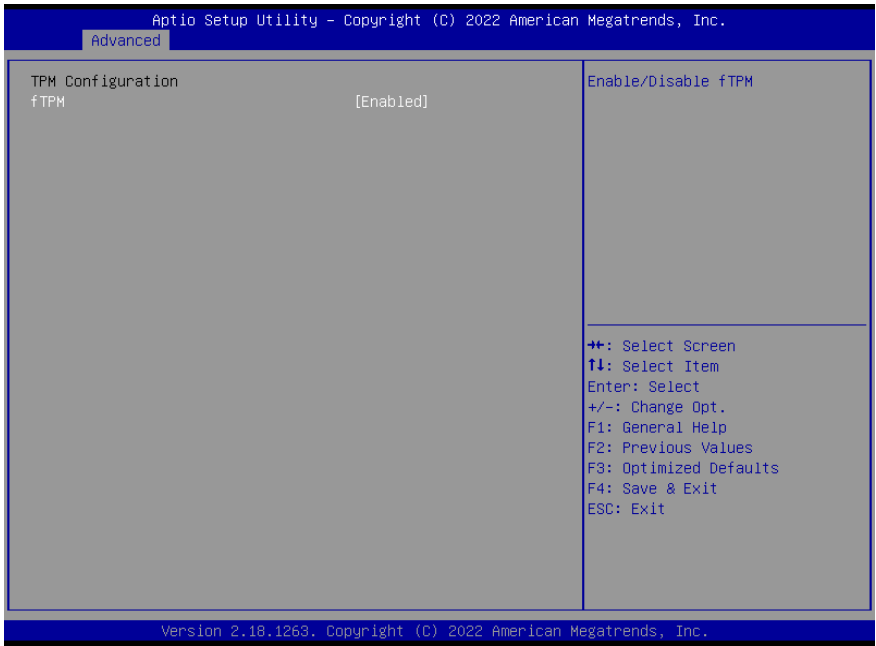 Aptio Setup Utility – Copyright (C) 2022 American Megatrends, Inc.
Advanced
TPM Configuration
fTPM [Enabled]
Enable/Disable fTPM
→←: Select Screen
↑↓: Select Item
Enter: Select
+/-: Change Opt.
F1: General Help
F2: Previous Values
F3: Optimized Defaults
F4: Save & Exit
ESC: Exit
Version 2.18.1263. Copyright (C) 2022 American Megatrends, Inc.